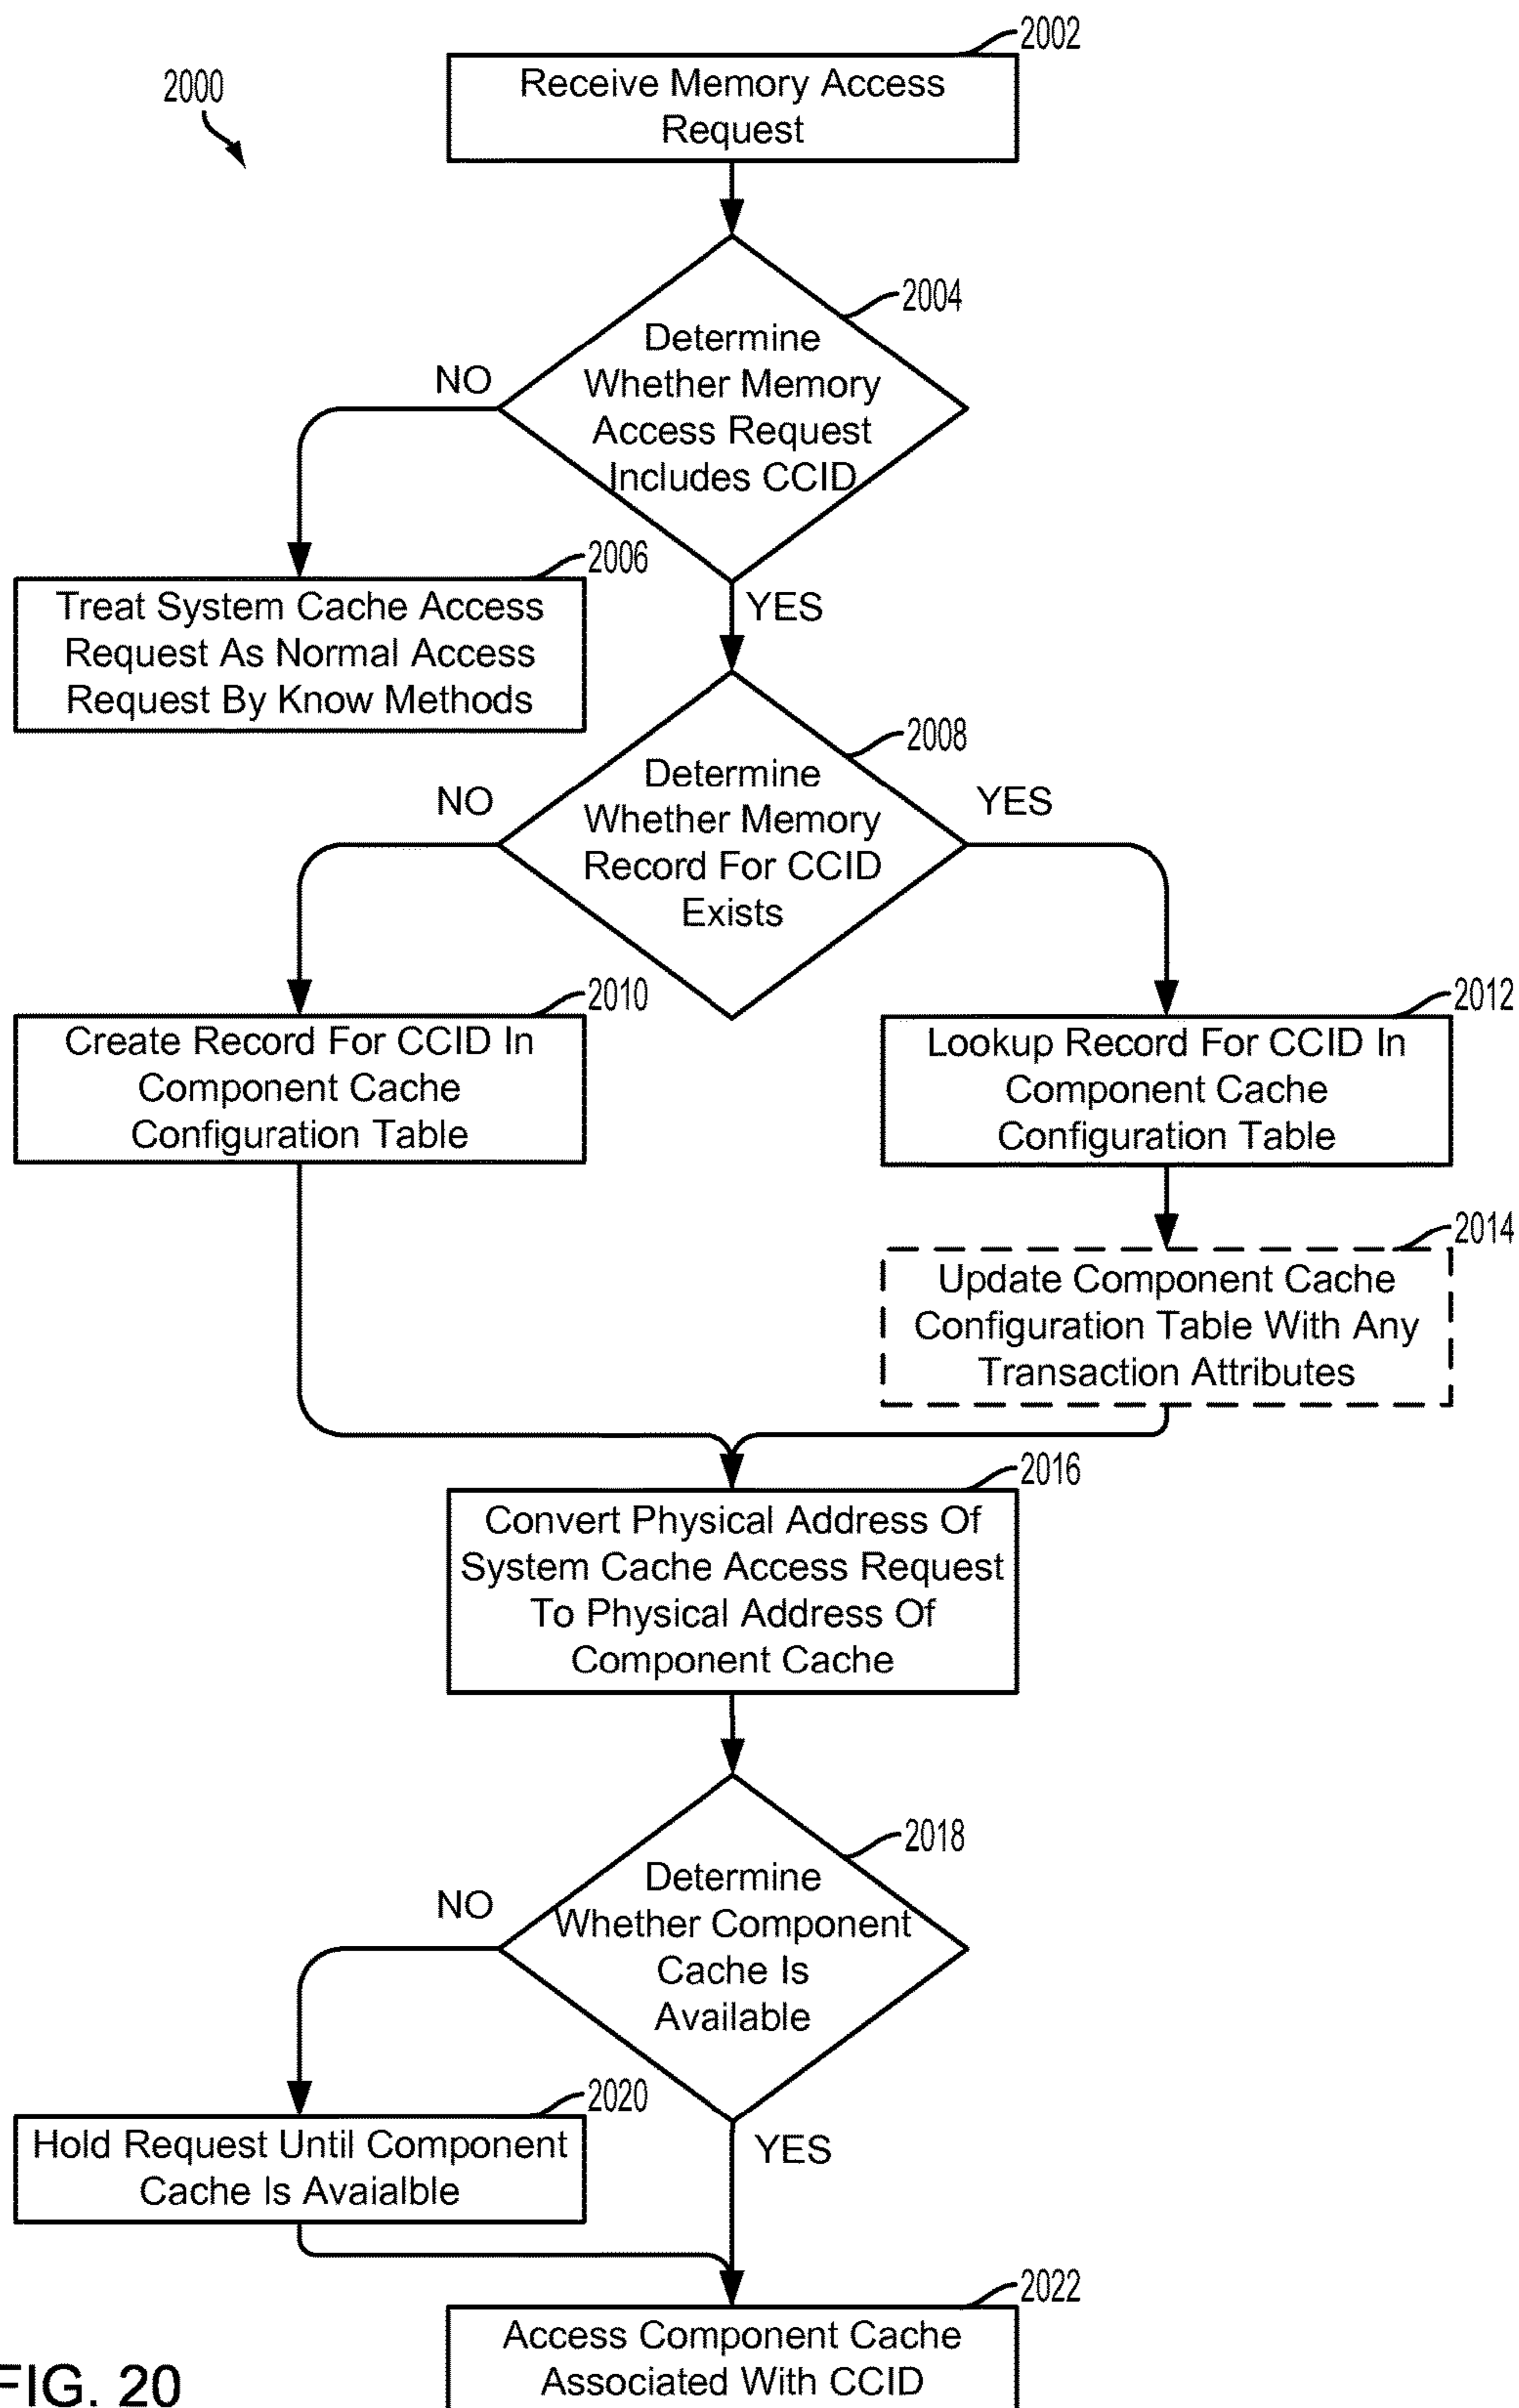 2002
Receive Memory Access
Request
2000
2004
Determine
Whether Memory
Access Request
Includes CCID
NO
YES
2006
Treat System Cache Access
Request As Normal Access
Request By Know Methods
2008
Determine
Whether Memory
Record For CCID
Exists
NO
YES
2010
Create Record For CCID In
Component Cache
Configuration Table
2012
Lookup Record For CCID In
Component Cache
Configuration Table
2014
Update Component Cache
Configuration Table With Any
Transaction Attributes
2016
Convert Physical Address Of
System Cache Access Request
To Physical Address Of
Component Cache
2018
Determine
Whether Component
Cache Is
Available
NO
YES
2020
Hold Request Until Component
Cache Is Avaialble
2022
Access Component Cache
Associated With CCID
FIG. 20